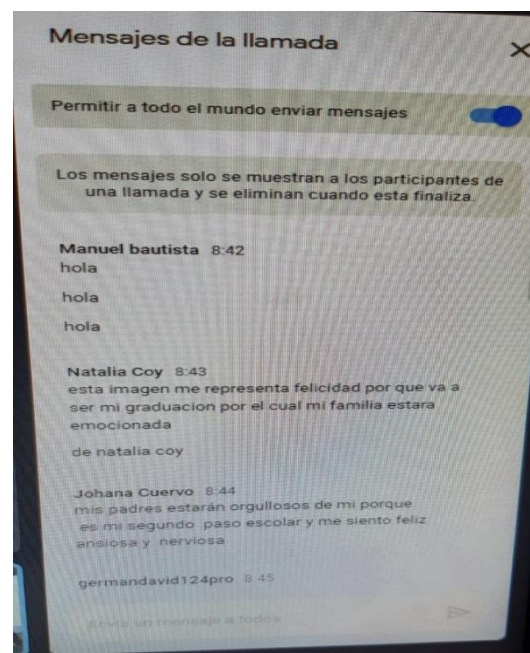 Mensajes de la llamada
Permitir a todo el mundo enviar mensajes
Los mensajes solo se muestran a los participantes de
una llamada y se eliminan cuando esta finaliza.
Manuel bautista 8:42
hola
hola
hola
Natalia Coy 8:43
esta imagen me representa felicidad por que va a
ser mi graduacion por el cual mi familia estara
emocionada
de natalia coy
Johana Cuervo 8:44
mis padres estarán orgullosos de mi porque
es mi segundo paso escolar y me siento feliz
ansiosa y nerviosa
germandavid124pro 8:45
Envía un mensaje a todos